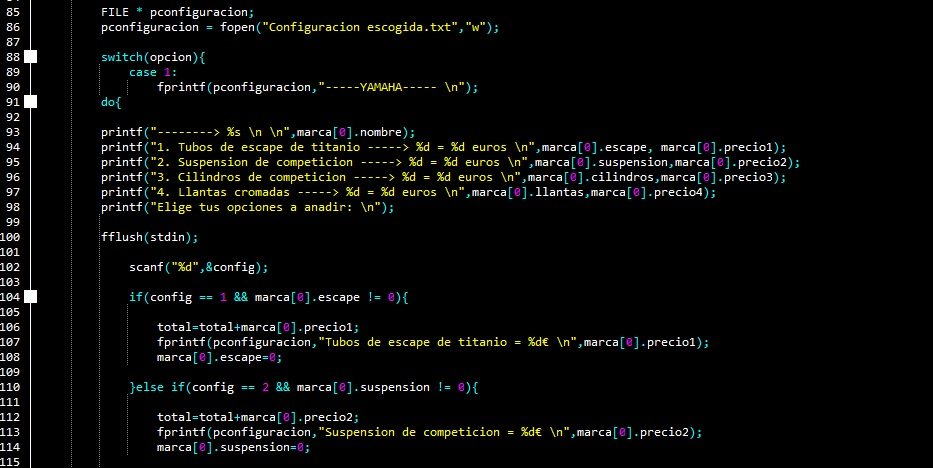 85 FILE * pconfiguracion;
86 pconfiguracion = fopen("Configuracion escogida.txt","w");
87
88 switch(opcion){
89 case 1:
90 fprintf(pconfiguracion,"-----YAMAHA----- \n");
91 do{
92
93 printf("--------> %s \n \n",marca[0].nombre);
94 printf("1. Tubos de escape de titanio -----> %d = %d euros \n",marca[0].escape, marca[0].precio1);
95 printf("2. Suspension de competicion -----> %d = %d euros \n",marca[0].suspension,marca[0].precio2);
96 printf("3. Cilindros de competicion -----> %d = %d euros \n",marca[0].cilindros,marca[0].precio3);
97 printf("4. Llantas cromadas -----> %d = %d euros \n",marca[0].llantas,marca[0].precio4);
98 printf("Elige tus opciones a anadir: \n");
99
100 fflush(stdin);
101
102 scanf("%d",&config);
103
104 if(config == 1 && marca[0].escape != 0){
105
106 total=total+marca[0].precio1;
107 fprintf(pconfiguracion,"Tubos de escape de titanio = %d€ \n",marca[0].precio1);
108 marca[0].escape=0;
109
110 }else if(config == 2 && marca[0].suspension != 0){
111
112 total=total+marca[0].precio2;
113 fprintf(pconfiguracion,"Suspension de competicion = %d€ \n",marca[0].precio2);
114 marca[0].suspension=0;
115